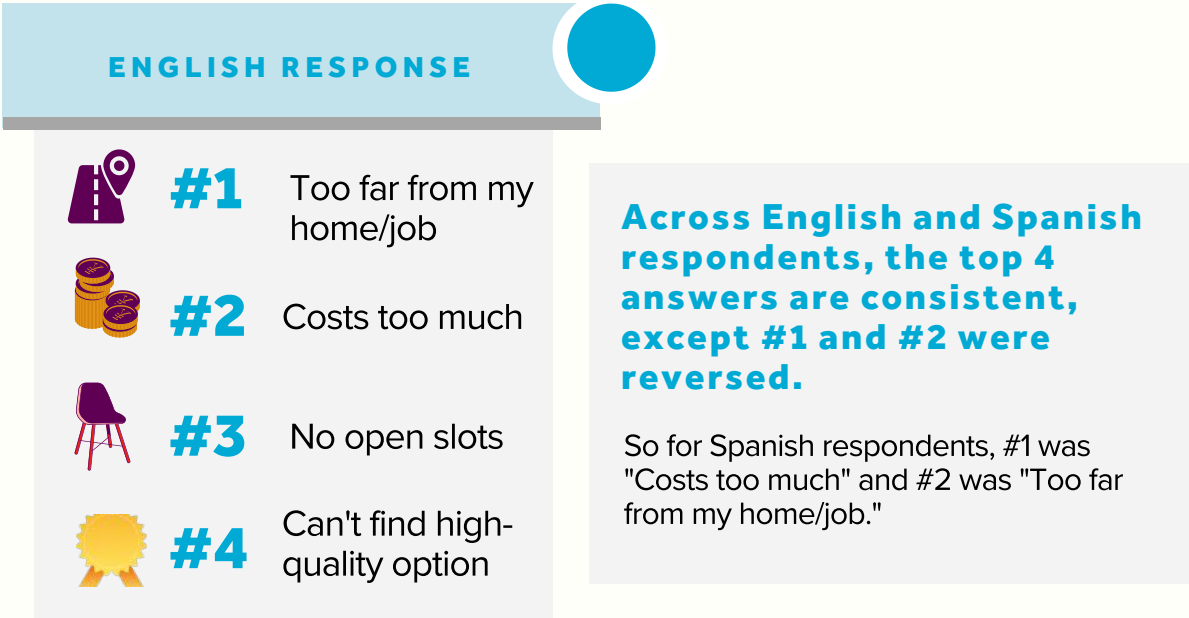 ENGLISH RESPONSE
#1 Too far from my
home/job
#2 Costs too much
#3 No open slots
#4 Can't find high-
quality option
Across English and Spanish
respondents, the top 4
answers are consistent,
except #1 and #2 were
reversed.
So for Spanish respondents, #1 was
"Costs too much" and #2 was "Too far
from my home/job."